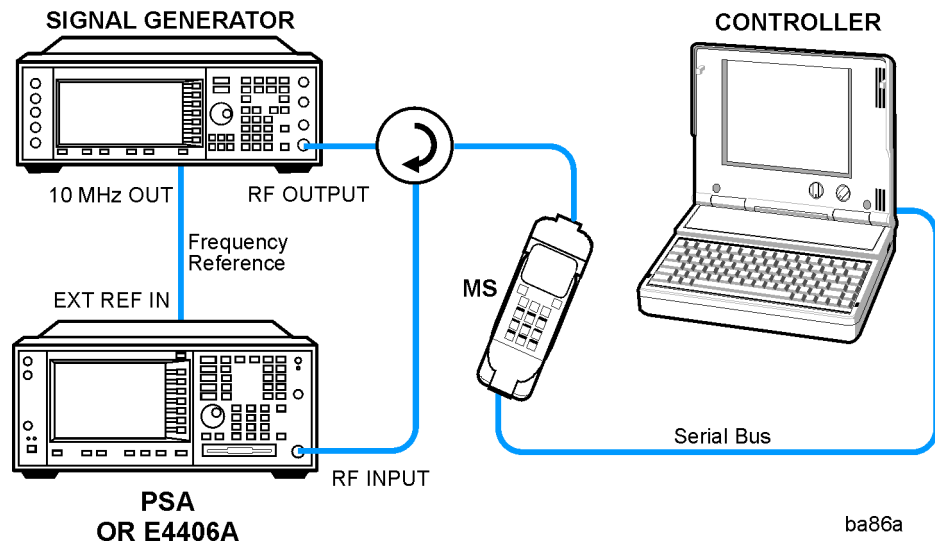 SIGNAL GENERATOR
CONTROLLER
10 MHz OUT
RF OUTPUT
Frequency
Reference
EXT REF IN
MS
Serial Bus
RF INPUT
PSA
OR E4406A
ba86a